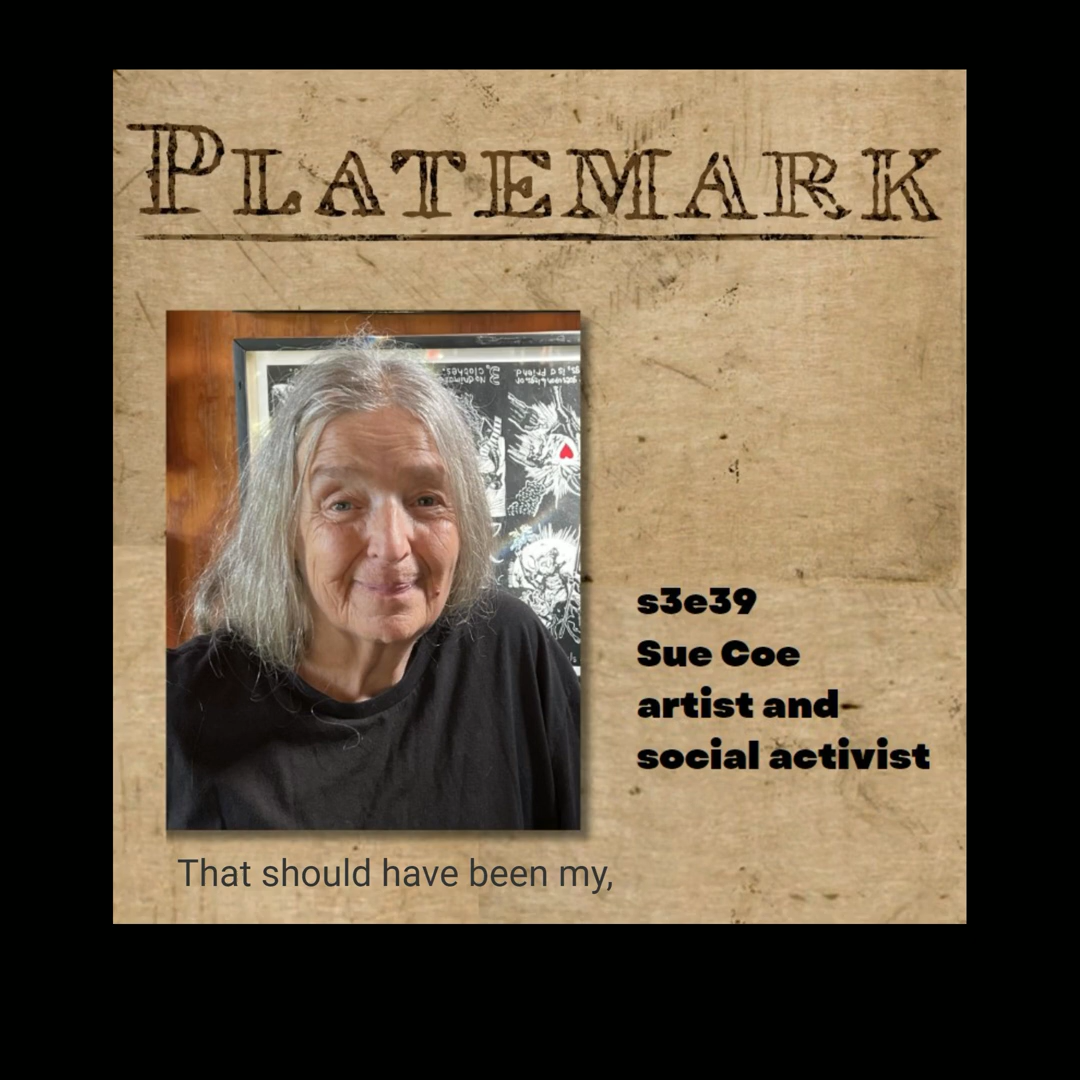 PLATEMARK
s3e39
Sue Coe
artist and
social activist
That should have been my,